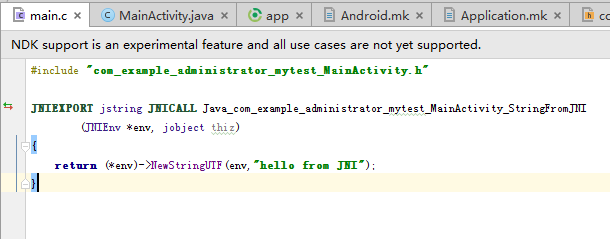 main.c MainActivity.java app Android.mk Application.mk co
NDK support is an experimental feature and all use cases are not yet supported.
#include "com_example_administrator_mytest_MainActivity.h"
JNIEXPORT jstring JNICALL Java_com_example_administrator_mytest_MainActivity_StringFromJNI
(JNIEnv *env, jobject thiz)
{
return (*env)->NewStringUTF(env,"hello from JNI");
}